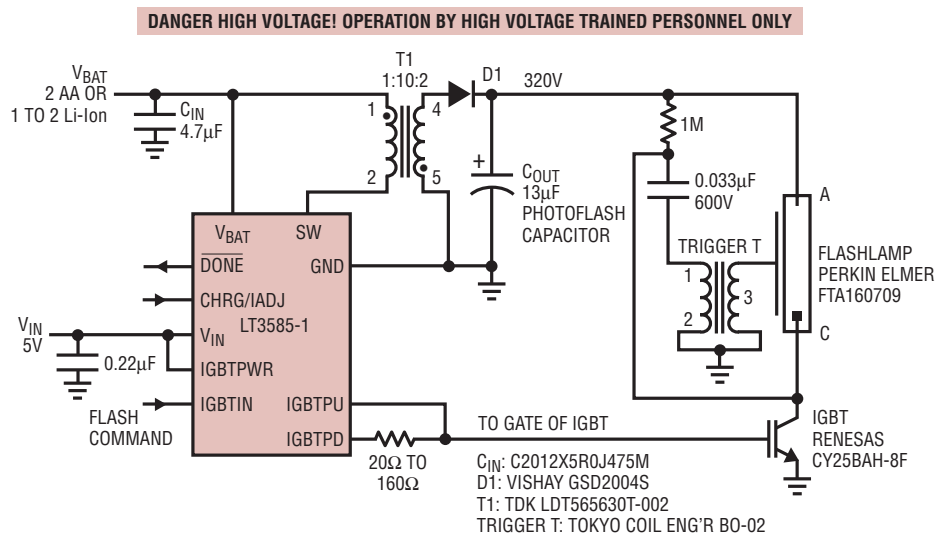 DANGER HIGH VOLTAGE! OPERATION BY HIGH VOLTAGE TRAINED PERSONNEL ONLY
VBAT
2 AA OR
1 TO 2 Li-Ion
CIN
4.7µF
T1
1:10:2
1
2
4
5
D1
320V
+
COUT
13µF
PHOTOFLASH
CAPACITOR
1M
0.033µF
600V
TRIGGER T
1
2
3
A
C
FLASHLAMP
PERKIN ELMER
FTA160709
VBAT
SW
DONE
GND
CHRG/IADJ
LT3585-1
VIN
IGBTPWR
IGBTIN
IGBTPU
IGBTPD
VIN
5V
0.22µF
FLASH
COMMAND
20Ω TO
160Ω
TO GATE OF IGBT
IGBT
RENESAS
CY25BAH-8F
CIN: C2012X5R0J475M
D1: VISHAY GSD2004S
T1: TDK LDT565630T-002
TRIGGER T: TOKYO COIL ENG'R BO-02